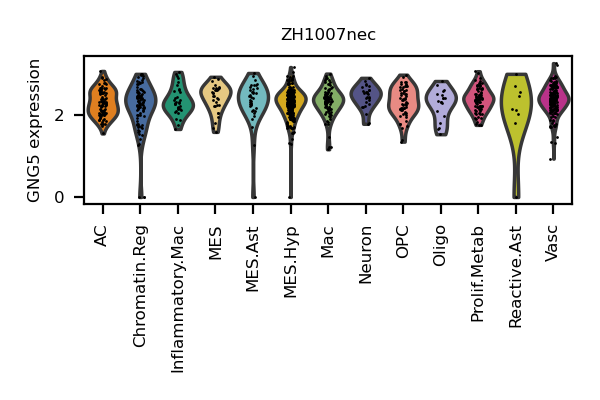 ZH1007nec
GNG5 expression
2
0
AC
Chromatin.Reg
Inflammatory.Mac
MES
MES.Ast
MES.Hyp
Mac
Neuron
OPC
Oligo
Prolif.Metab
Reactive.Ast
Vasc